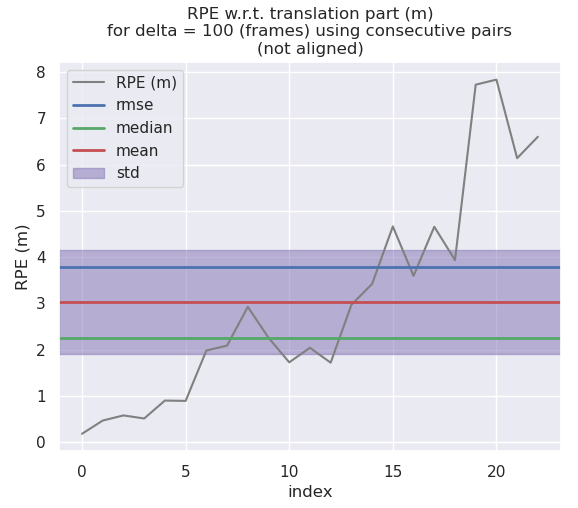 RPE w.r.t. translation part (m)
for delta = 100 (frames) using consecutive pairs
(not aligned)
RPE (m)
rmse
median
mean
std
RPE (m)
8
7
6
5
4
3
2
1
0
0 5 10 15 20
index